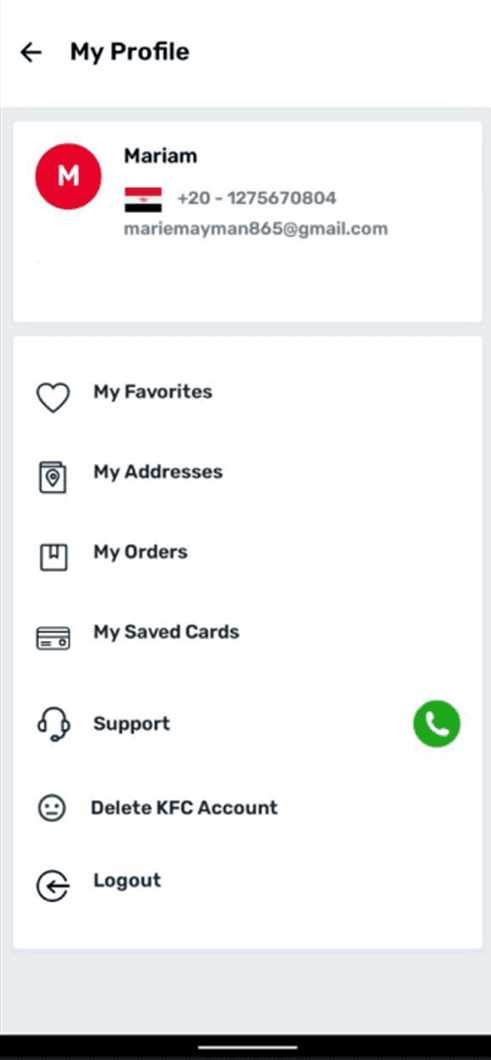 My Profile
M
Mariam
+20 - 1275670804
mariemayman865@gmail.com
My Favorites
My Addresses
My Orders
My Saved Cards
Support
Delete KFC Account
Logout